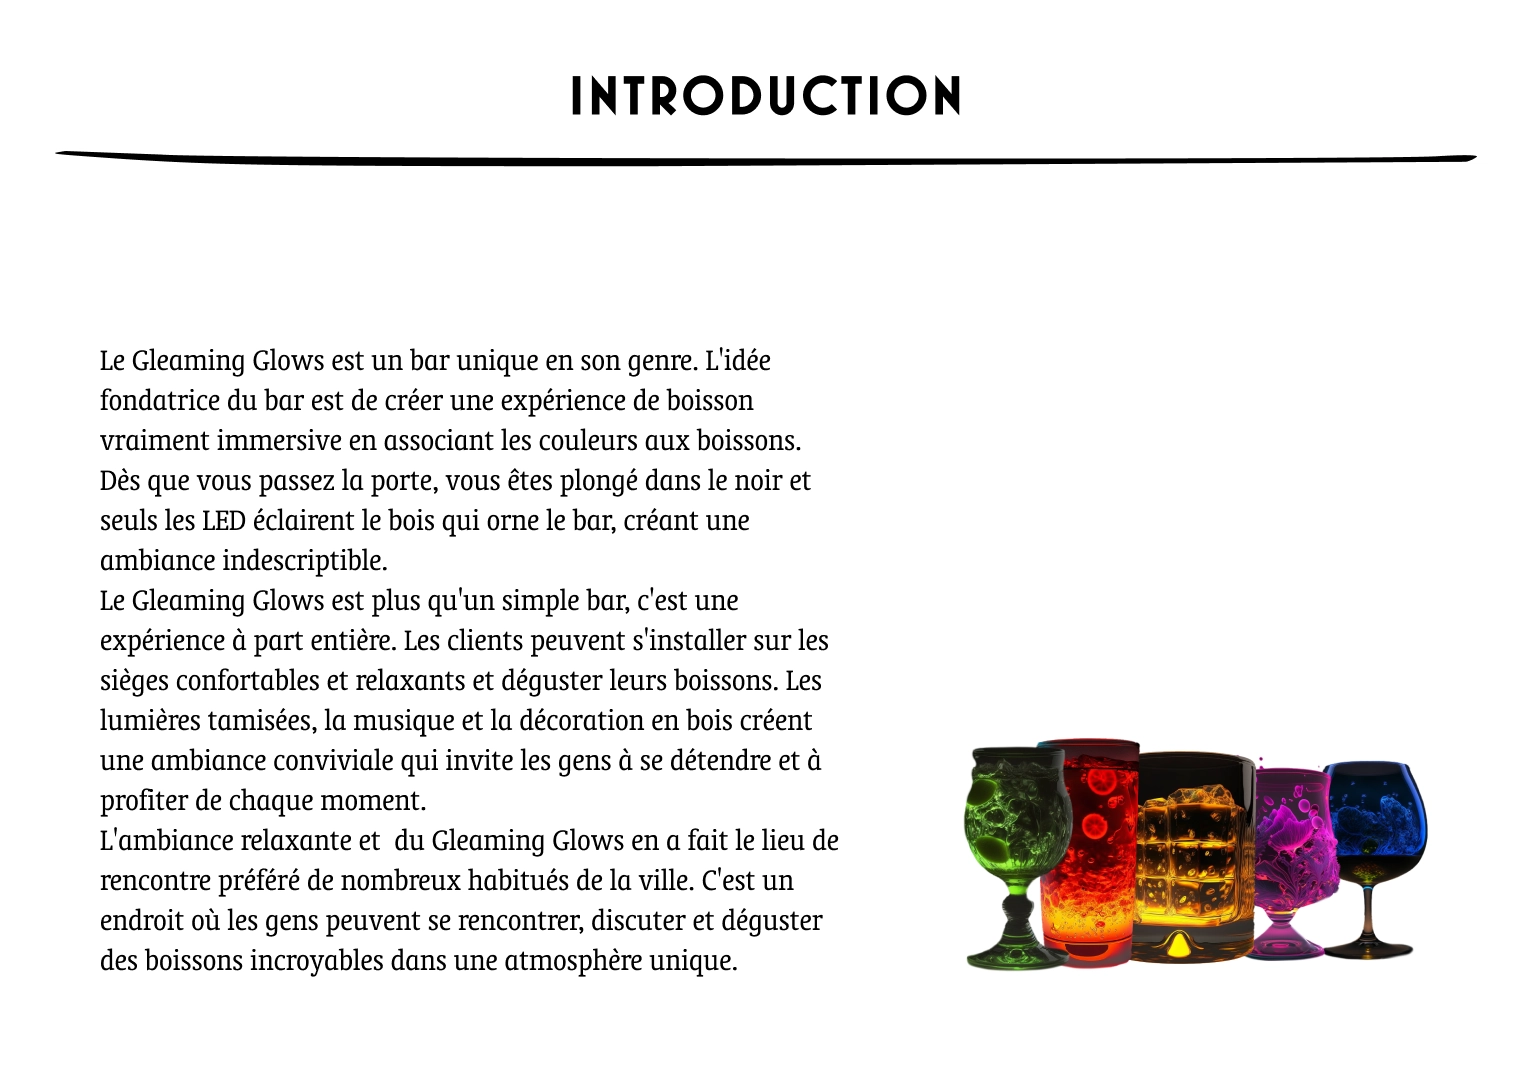 INTRODUCTION
Le Gleaming Glows est un bar unique en son genre. L'idée
fondatrice du bar est de créer une expérience de boisson
vraiment immersive en associant les couleurs aux boissons.
Dès que vous passez la porte, vous êtes plongé dans le noir et
seuls les LED éclairent le bois qui orne le bar, créant une
ambiance indescriptible.
Le Gleaming Glows est plus qu'un simple bar, c'est une
expérience à part entière. Les clients peuvent s'installer sur les
sièges confortables et relaxants et déguster leurs boissons. Les
lumières tamisées, la musique et la décoration en bois créent
une ambiance conviviale qui invite les gens à se détendre et à
profiter de chaque moment.
L'ambiance relaxante et  du Gleaming Glows en a fait le lieu de
rencontre préféré de nombreux habitués de la ville. C'est un
endroit où les gens peuvent se rencontrer, discuter et déguster
des boissons incroyables dans une atmosphère unique.